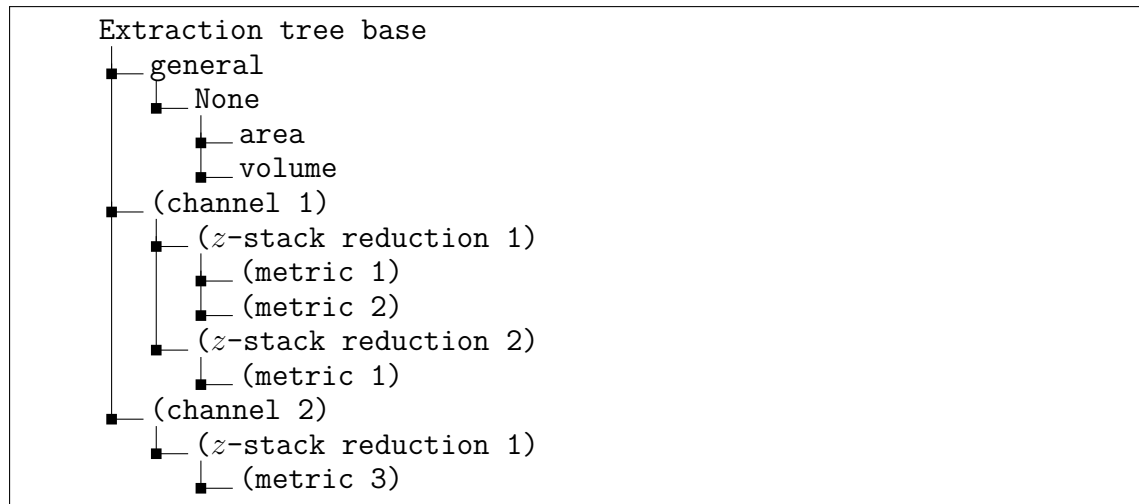 Extraction tree base
general
None
area
volume
(channel 1)
(z-stack reduction 1)
(metric 1)
(metric 2)
(z-stack reduction 2)
(metric 1)
(channel 2)
(z-stack reduction 1)
(metric 3)